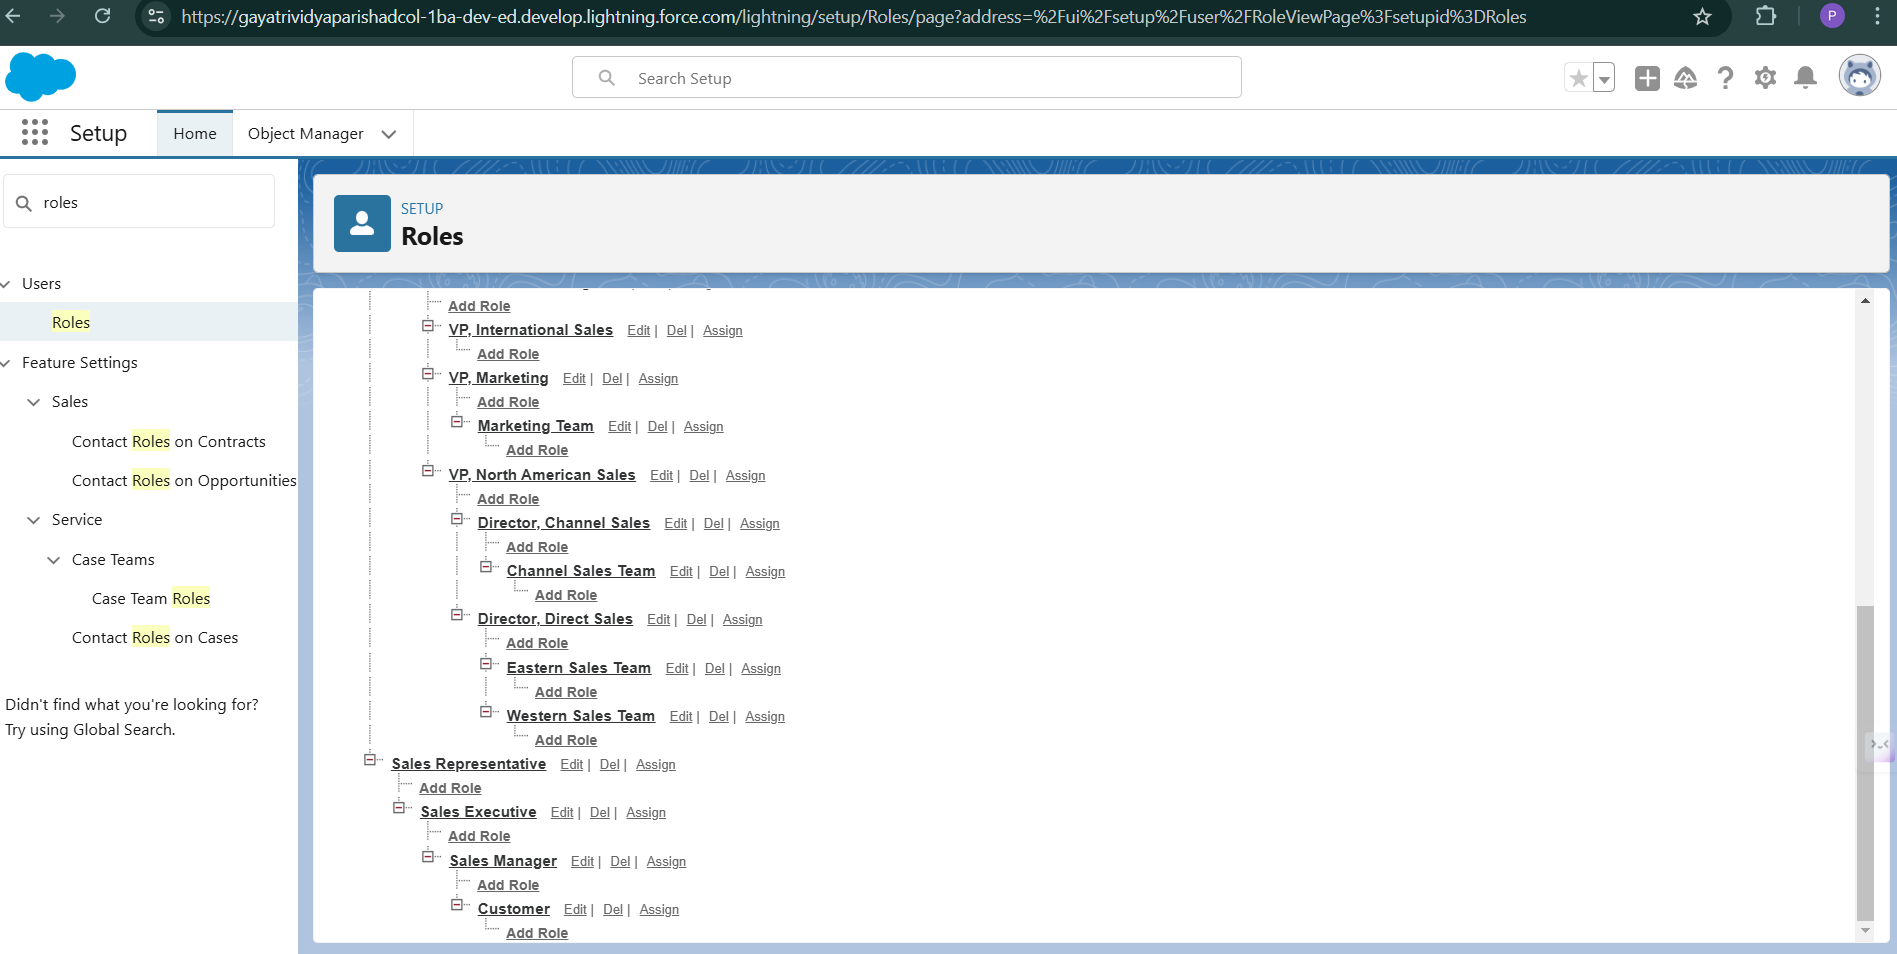 https://gayatrividyaparishadcol-1ba-dev-ed.develop.lightning.force.com/lightning/setup/Roles/page?address=%2Fui%2Fsetup%2Fuser%2FRoleViewPage%3Fsetupid%3DRoles
P
Search Setup
Setup
Home
Object Manager
roles
Users
Roles
Feature Settings
Sales
Contact Roles on Contracts
Contact Roles on Opportunities
Service
Case Teams
Case Team Roles
Contact Roles on Cases
Didn't find what you're looking for?
Try using Global Search.
SETUP
Roles
Add Role
VP, International Sales Edit | Del | Assign
Add Role
VP, Marketing Edit | Del | Assign
Add Role
Marketing Team Edit | Del | Assign
Add Role
VP, North American Sales Edit | Del | Assign
Add Role
Director, Channel Sales Edit | Del | Assign
Add Role
Channel Sales Team Edit | Del | Assign
Add Role
Director, Direct Sales Edit | Del | Assign
Add Role
Eastern Sales Team Edit | Del | Assign
Add Role
Western Sales Team Edit | Del | Assign
Add Role
Sales Representative Edit | Del | Assign
Add Role
Sales Executive Edit | Del | Assign
Add Role
Sales Manager Edit | Del | Assign
Add Role
Customer Edit | Del | Assign
Add Role